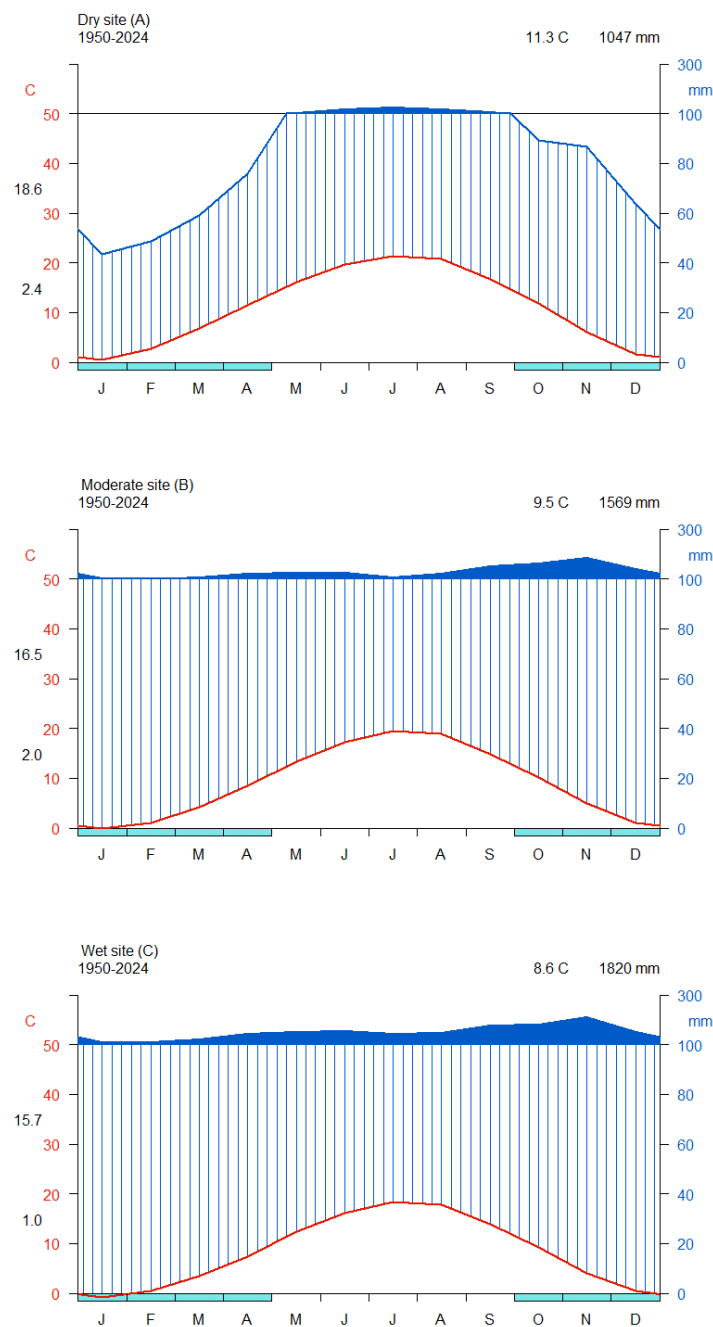 Dry site (A)
1950-2024 11.3 C 1047 mm
C 300
mm
50 100
40 80
18.6
30 60
20 40
2.4
10 20
0 0
J F M A M J J A S O N D
Moderate site (B)
1950-2024 9.5 C 1569 mm
C 300
mm
50 100
40 80
16.5
30 60
20 40
2.0
10 20
0 0
J F M A M J J A S O N D
Wet site (C)
1950-2024 8.6 C 1820 mm
C 300
mm
50 100
40 80
15.7
30 60
20 40
1.0
10 20
0 0
J F M A M J J A S O N D